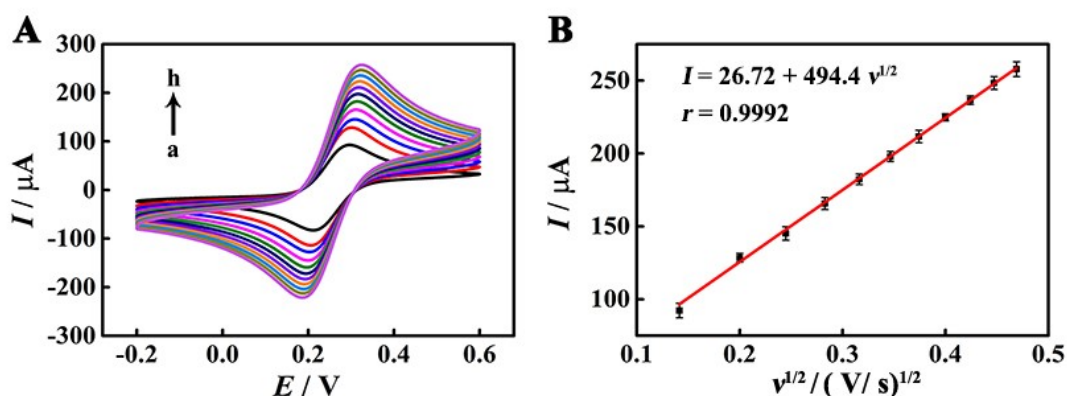 A
300
200
100
0
-100
-200
-300
I / μA
h
a
-0.2 0.0 0.2 0.4 0.6
E / V
B
250
200
150
100
I / μA
I = 26.72 + 494.4 v^1/2
r = 0.9992
0.1 0.2 0.3 0.4 0.5
v^1/2 / ( V/ s)^1/2